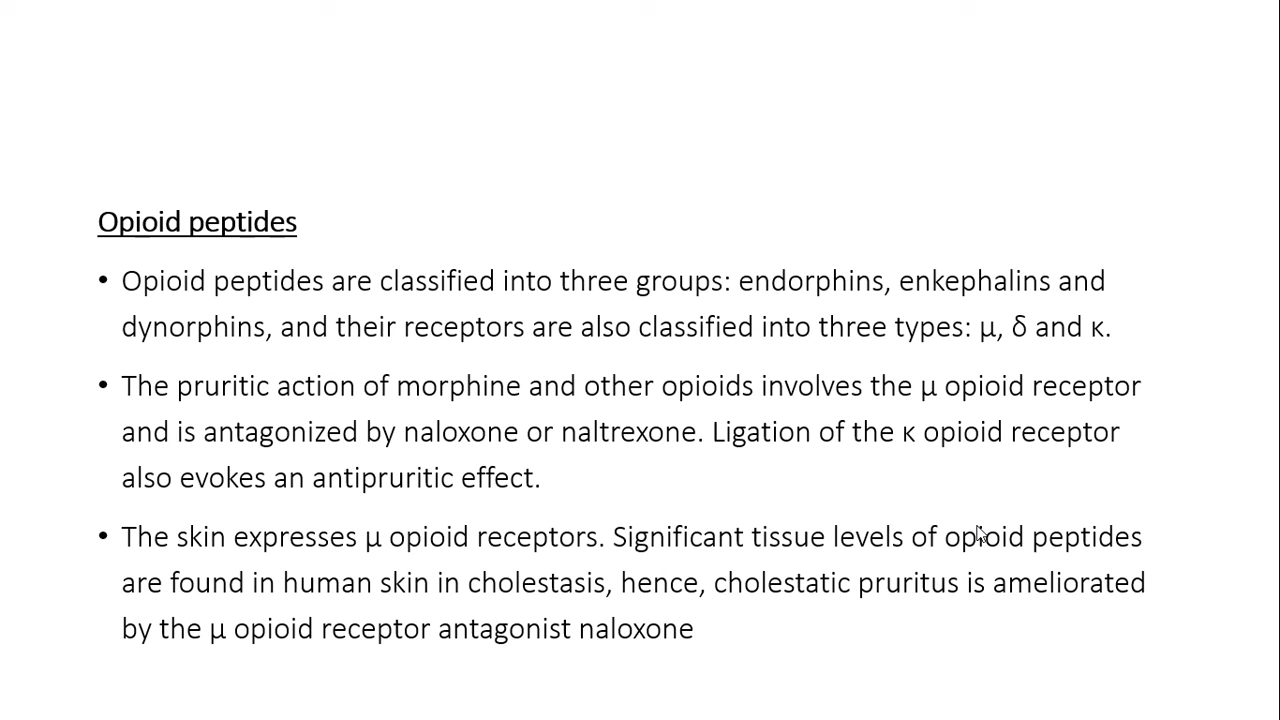 Opioid peptides
• Opioid peptides are classified into three groups: endorphins, enkephalins and
dynorphins, and their receptors are also classified into three types: μ, δ and κ.
• The pruritic action of morphine and other opioids involves the μ opioid receptor
and is antagonized by naloxone or naltrexone. Ligation of the κ opioid receptor
also evokes an antipruritic effect.
• The skin expresses μ opioid receptors. Significant tissue levels of opioid peptides
are found in human skin in cholestasis, hence, cholestatic pruritus is ameliorated
by the μ opioid receptor antagonist naloxone